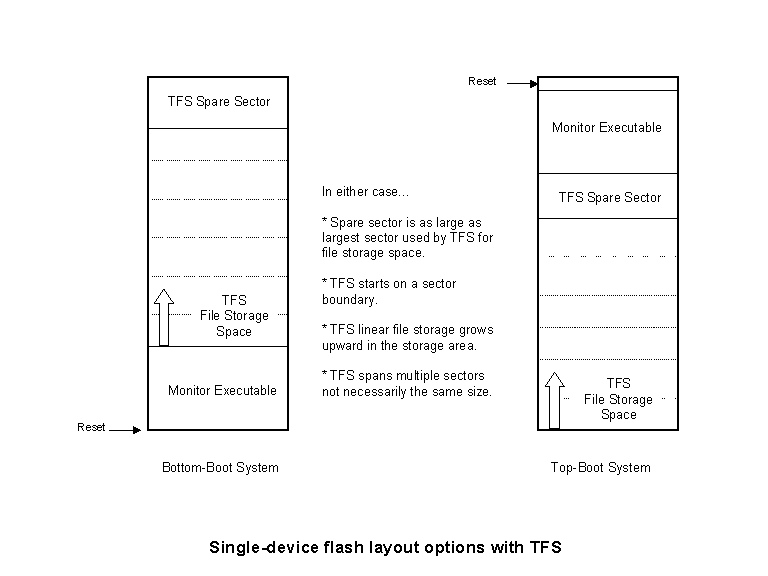 Reset
TFS Spare Sector
Monitor Executable
In either case...
TFS Spare Sector
* Spare sector is as large as
largest sector used by TFS for
file storage space.
* TFS starts on a sector
boundary.
TFS
File Storage
Space
* TFS linear file storage grows
upward in the storage area.
* TFS spans multiple sectors
not necessarily the same size.
Monitor Executable
TFS
File Storage
Space
Reset
Bottom-Boot System
Top-Boot System
Single-device flash layout options with TFS